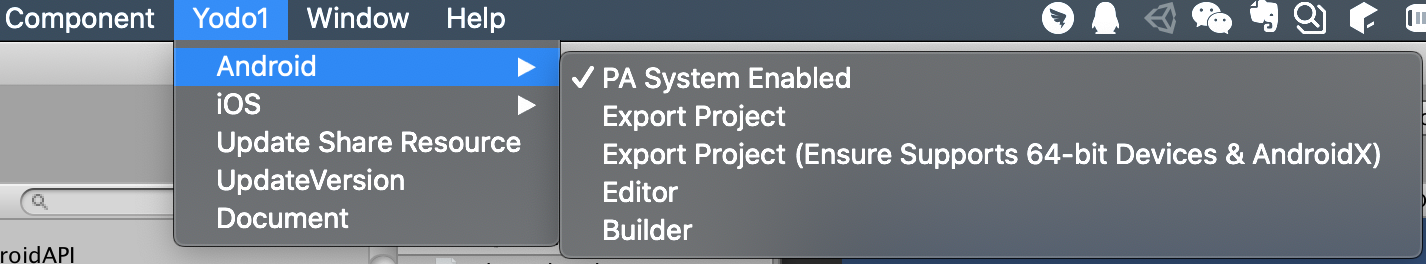 Component Yodo1 Window Help
Android
iOS
Update Share Resource
UpdateVersion
Document
PA System Enabled
Export Project
Export Project (Ensure Supports 64-bit Devices & AndroidX)
Editor
Builder
roidAPI